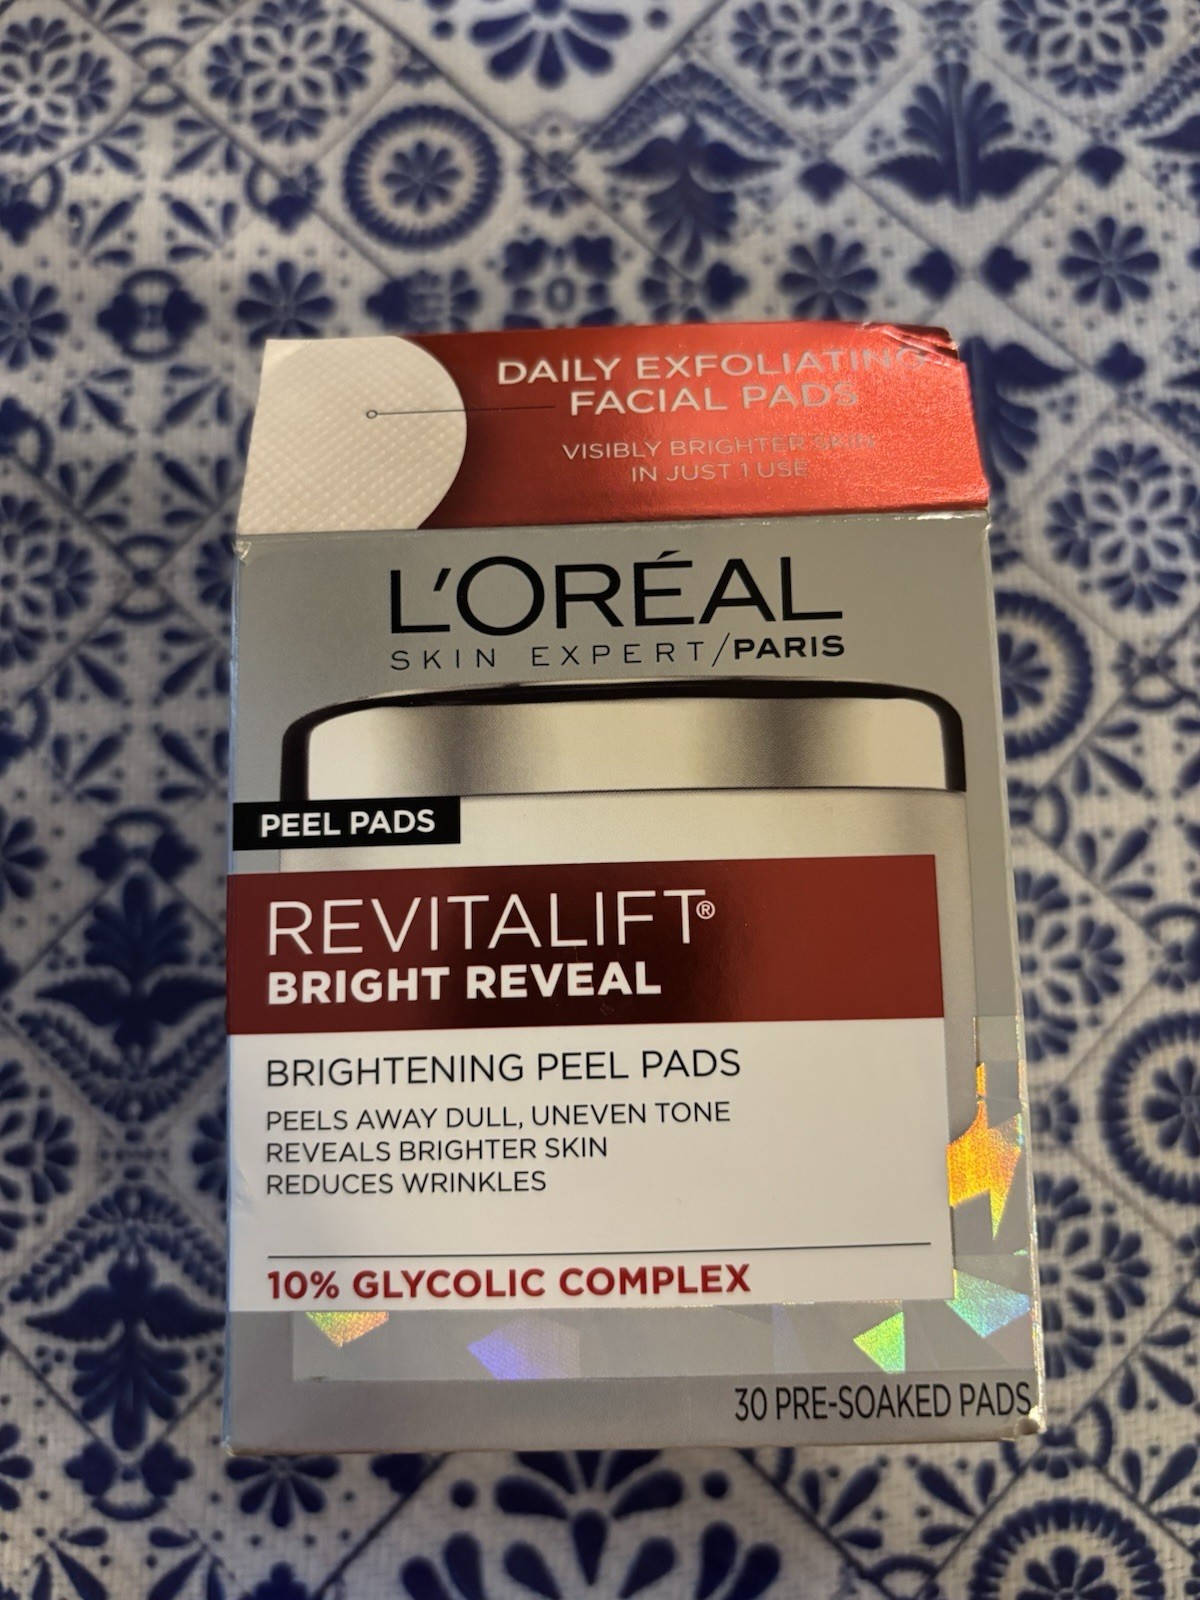 DAILY EXFOLIATING
FACIAL PADS
VISIBLY BRIGHTER SKIN
IN JUST 1 USE
L'ORÉAL
SKIN EXPERT/PARIS
PEEL PADS
REVITALIFT®
BRIGHT REVEAL
BRIGHTENING PEEL PADS
PEELS AWAY DULL, UNEVEN TONE
REVEALS BRIGHTER SKIN
REDUCES WRINKLES
10% GLYCOLIC COMPLEX
30 PRE-SOAKED PADS